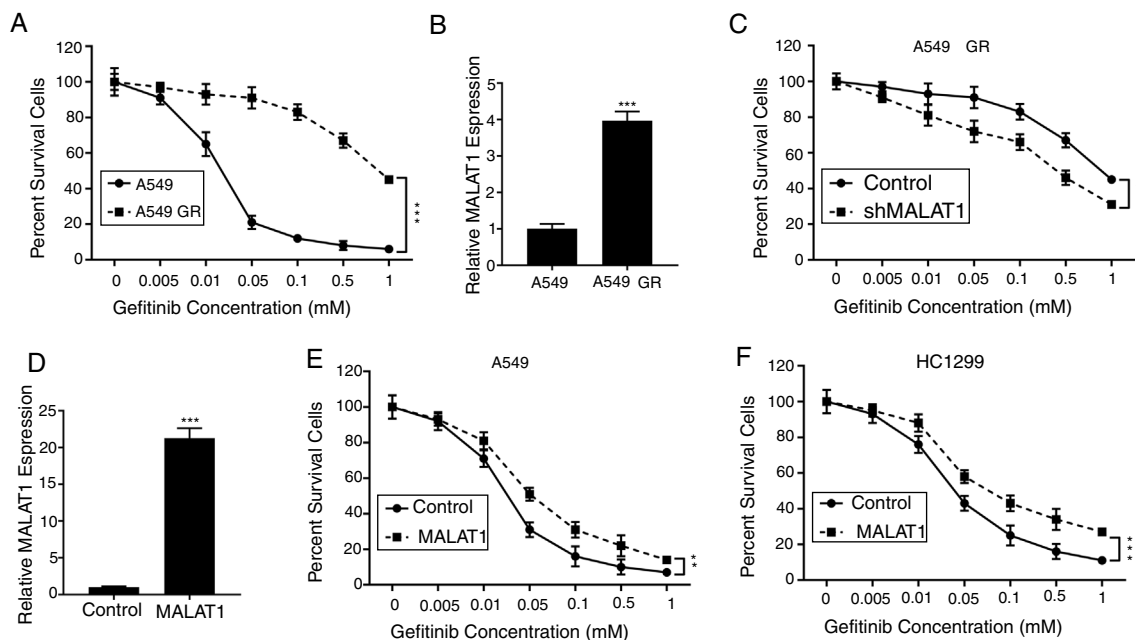 A
Percent Survival Cells
120
100
80
60
40
20
0
A549
A549 GR
***
0 0.005 0.01 0.05 0.1 0.5 1
Gefitinib Concentration (mM)
B
Relative MALAT1 Espression
5
4
3
2
1
0
***
A549 A549 GR
C
A549 GR
Percent Survival Cells
120
100
80
60
40
20
0
Control
shMALAT1
0 0.005 0.01 0.05 0.1 0.5 1
Gefitinib Concentration (mM)
D
Relative MALAT1 Espression
25
20
15
10
5
0
***
Control MALAT1
E
A549
Percent Survival Cells
120
100
80
60
40
20
0
Control
MALAT1
**
0 0.005 0.01 0.05 0.1 0.5 1
Gefitinib Concentration (mM)
F
HC1299
Percent Survival Cells
120
100
80
60
40
20
0
Control
MALAT1
***
0 0.005 0.01 0.05 0.1 0.5 1
Gefitinib Concentration (mM)